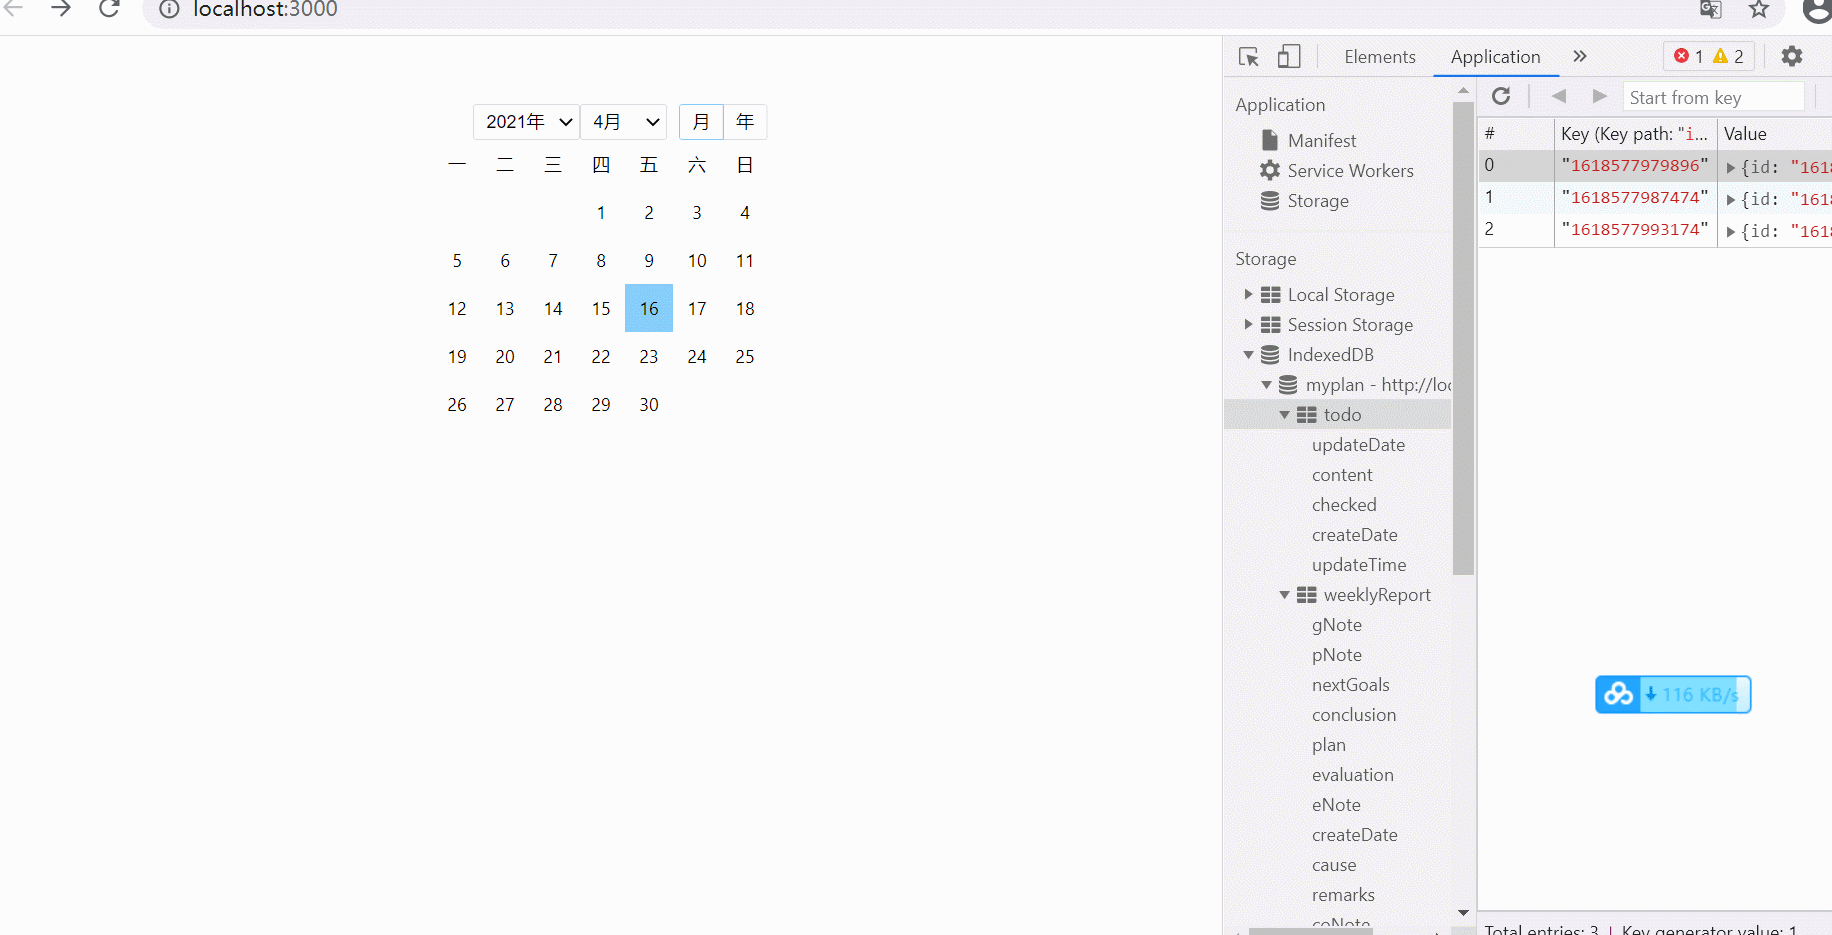 localhost:3000
2021年 4月 月 年
一 二 三 四 五 六 日
1 2 3 4
5 6 7 8 9 10 11
12 13 14 15 16 17 18
19 20 21 22 23 24 25
26 27 28 29 30
Elements Application » 1 2
Application
Manifest
Service Workers
Storage
Storage
Local Storage
Session Storage
IndexedDB
myplan - http://loc
todo
updateDate
content
checked
createDate
updateTime
weeklyReport
gNote
pNote
nextGoals
conclusion
plan
evaluation
eNote
createDate
cause
remarks
coNote
Start from key
# Key (Key path: "i... Value
0 "1618577979896" {id: "1618
1 "1618577987474" {id: "1618
2 "1618577993174" {id: "1618
116 KB/s
Total entries: 3 | Key generator value: 1